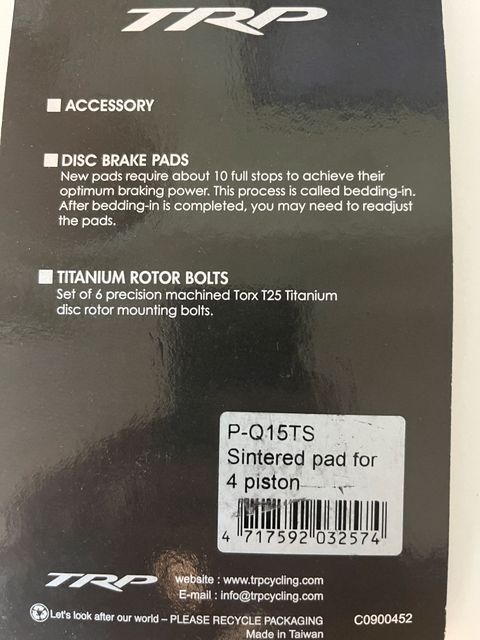 TRP
ACCESSORY
DISC BRAKE PADS
New pads require about 10 full stops to achieve their
optimum braking power. This process is called bedding-in.
After bedding-in is completed, you may need to readjust
the pads.
TITANIUM ROTOR BOLTS
Set of 6 precision machined Torx T25 Titanium
disc rotor mounting bolts.
P-Q15TS
Sintered pad for
4 piston
4 717592 032574
TRP
website : www.trpcycling.com
E-mail : info@trpcycling.com
Let's look after our world – PLEASE RECYCLE PACKAGING
C0900452
Made in Taiwan